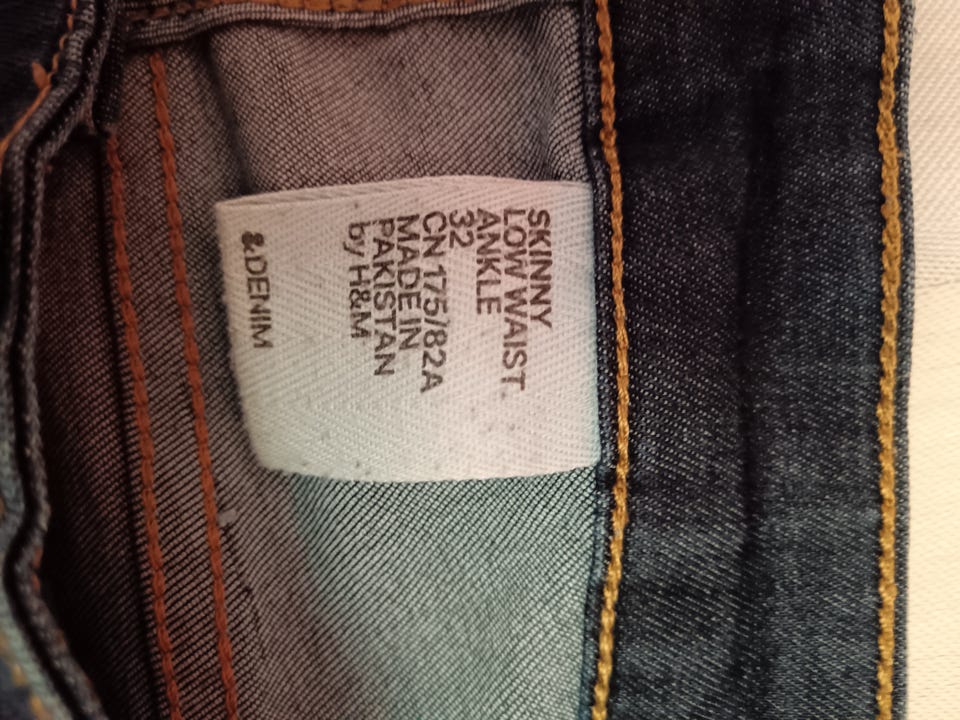 SKINNY
LOW WAIST.
ANKLE
32
CN 175/82A
MADE IN
PAKISTAN
by H&M
&DENIM